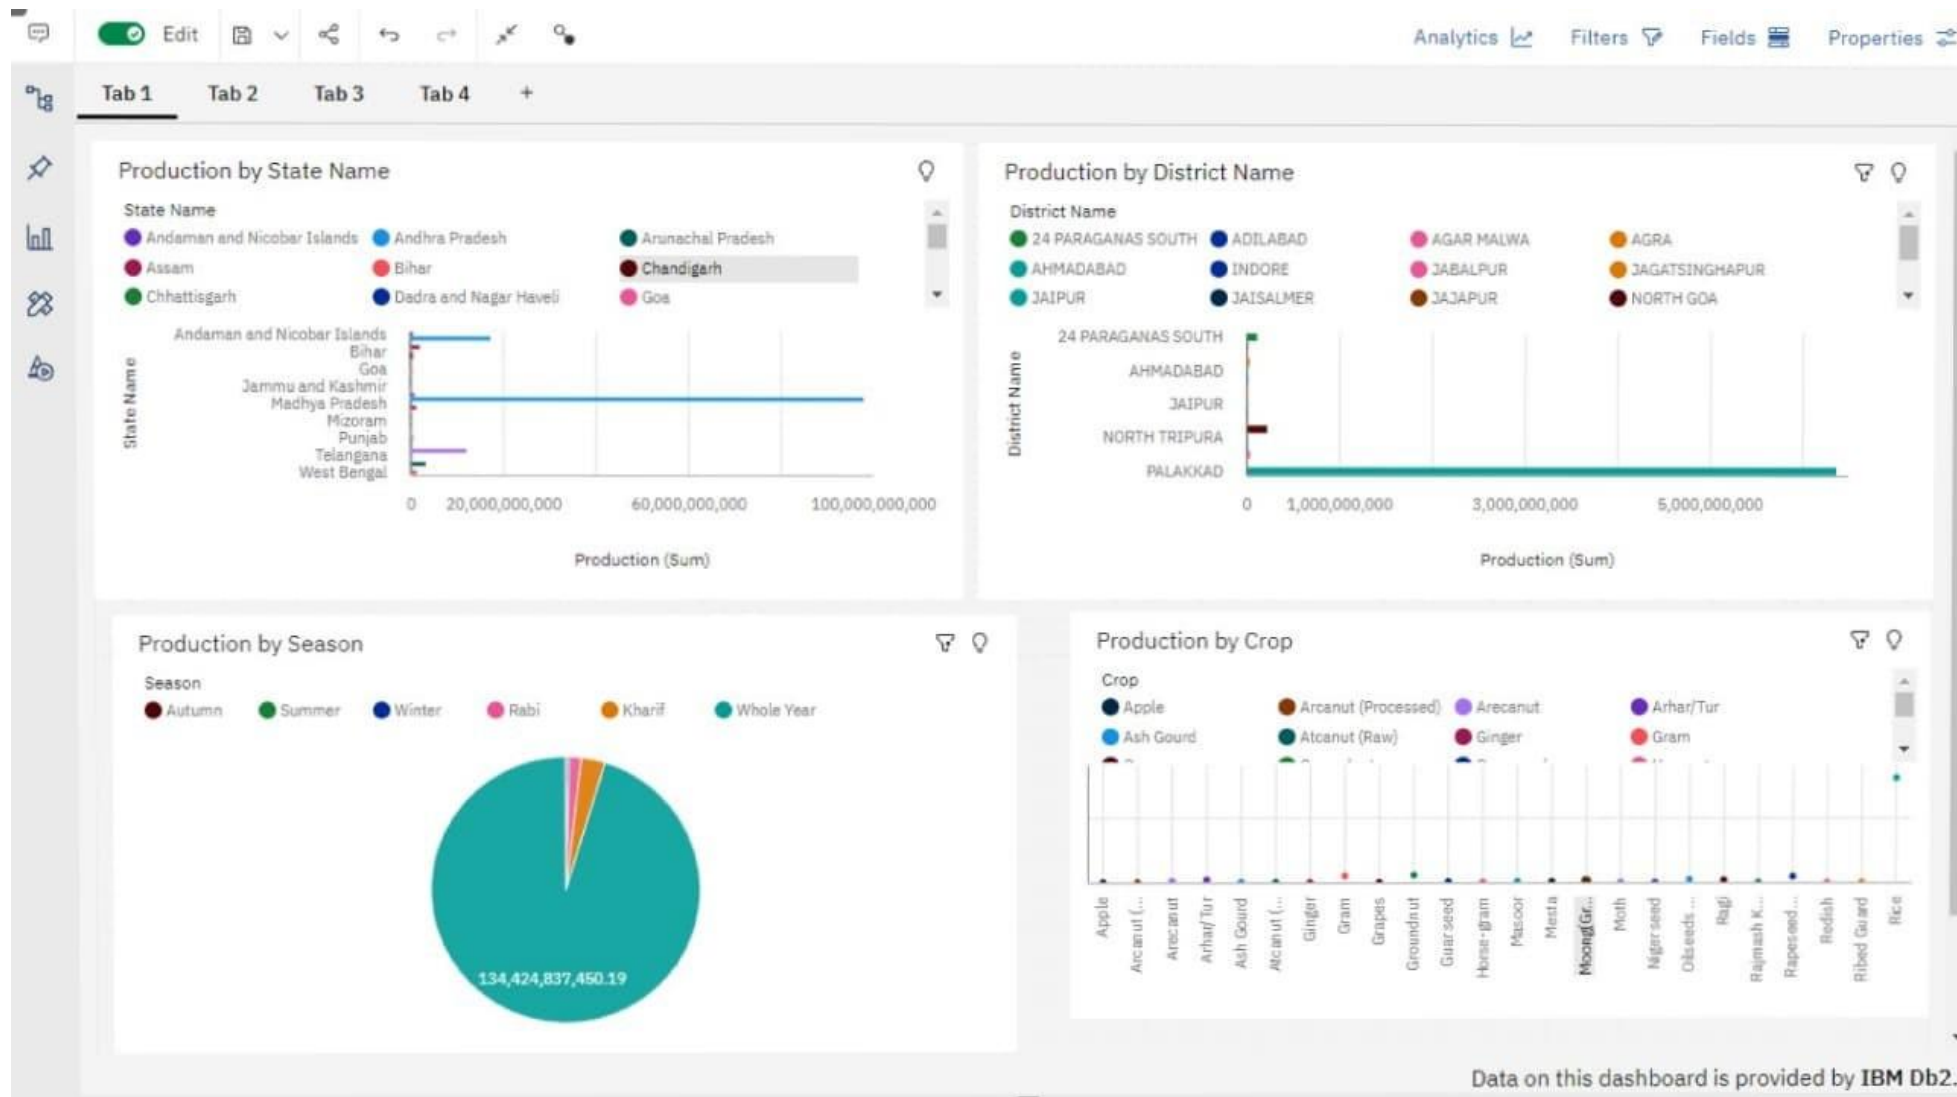 Edit
Analytics Filters Fields Properties
Tab 1 Tab 2 Tab 3 Tab 4 +
Production by State Name
State Name
Andaman and Nicobar Islands Andhra Pradesh Arunachal Pradesh
Assam Bihar Chandigarh
Chhattisgarh Dadra and Nagar Haveli Goa
State Name
Andaman and Nicobar Islands
Bihar
Goa
Jammu and Kashmir
Madhya Pradesh
Mizoram
Punjab
Telangana
West Bengal
0 20,000,000,000 60,000,000,000 100,000,000,000
Production (Sum)
Production by District Name
District Name
24 PARAGANAS SOUTH ADILABAD AGAR MALWA AGRA
AHMADABAD INDORE JABALPUR JAGATSINGHAPUR
JAIPUR JAISALMER JAJAPUR NORTH GOA
District Name
24 PARAGANAS SOUTH
AHMADABAD
JAIPUR
NORTH TRIPURA
PALAKKAD
0 1,000,000,000 3,000,000,000 5,000,000,000
Production (Sum)
Production by Season
Season
Autumn Summer Winter Rabi Kharif Whole Year
134,424,837,450.19
Production by Crop
Crop
Apple Arcanut (Processed) Arecanut Arhar/Tur
Ash Gourd Atcanut (Raw) Ginger Gram
Apple
Arcanut (...
Arecanut
Arhar/Tur
Ash Gourd
Atcanut (...
Ginger
Gram
Grapes
Groundnut
Guar seed
Horse-gram
Masoor
Mesta
Moong(Gr...
Moth
Niger seed
Oilseeds ...
Ragi
Rajmash K...
Rapeseed...
Redish
Ribed Guard
Rice
Data on this dashboard is provided by IBM Db2.